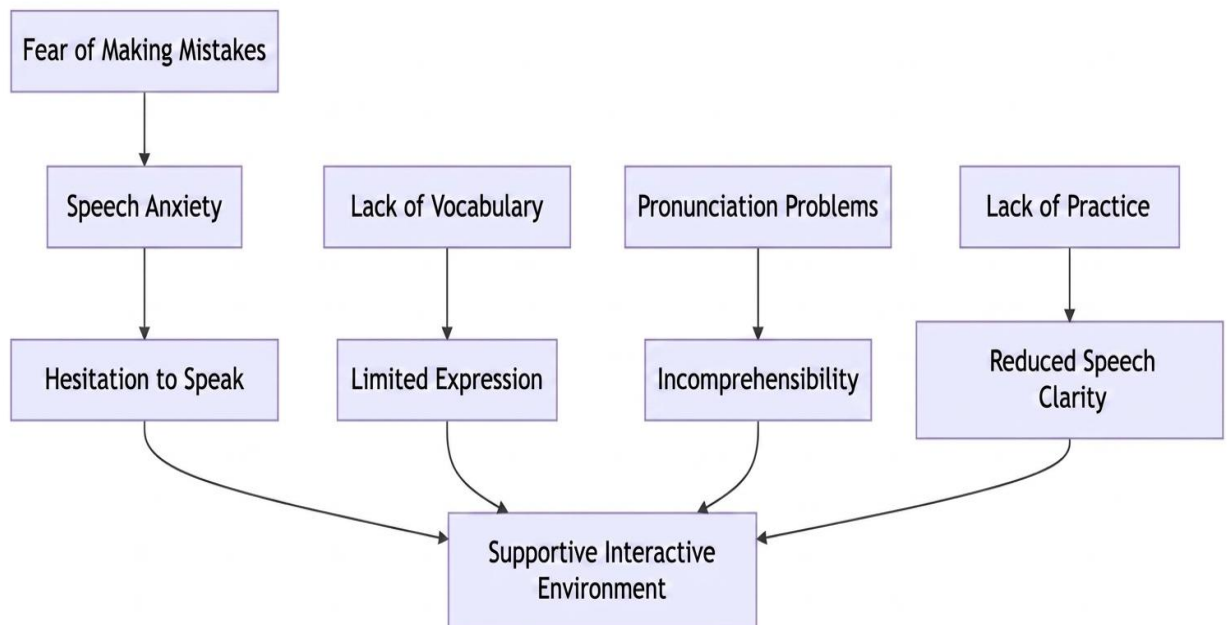 Fear of Making Mistakes
Speech Anxiety
Lack of Vocabulary
Pronunciation Problems
Lack of Practice
Hesitation to Speak
Limited Expression
Incomprehensibility
Reduced Speech
Clarity
Supportive Interactive
Environment